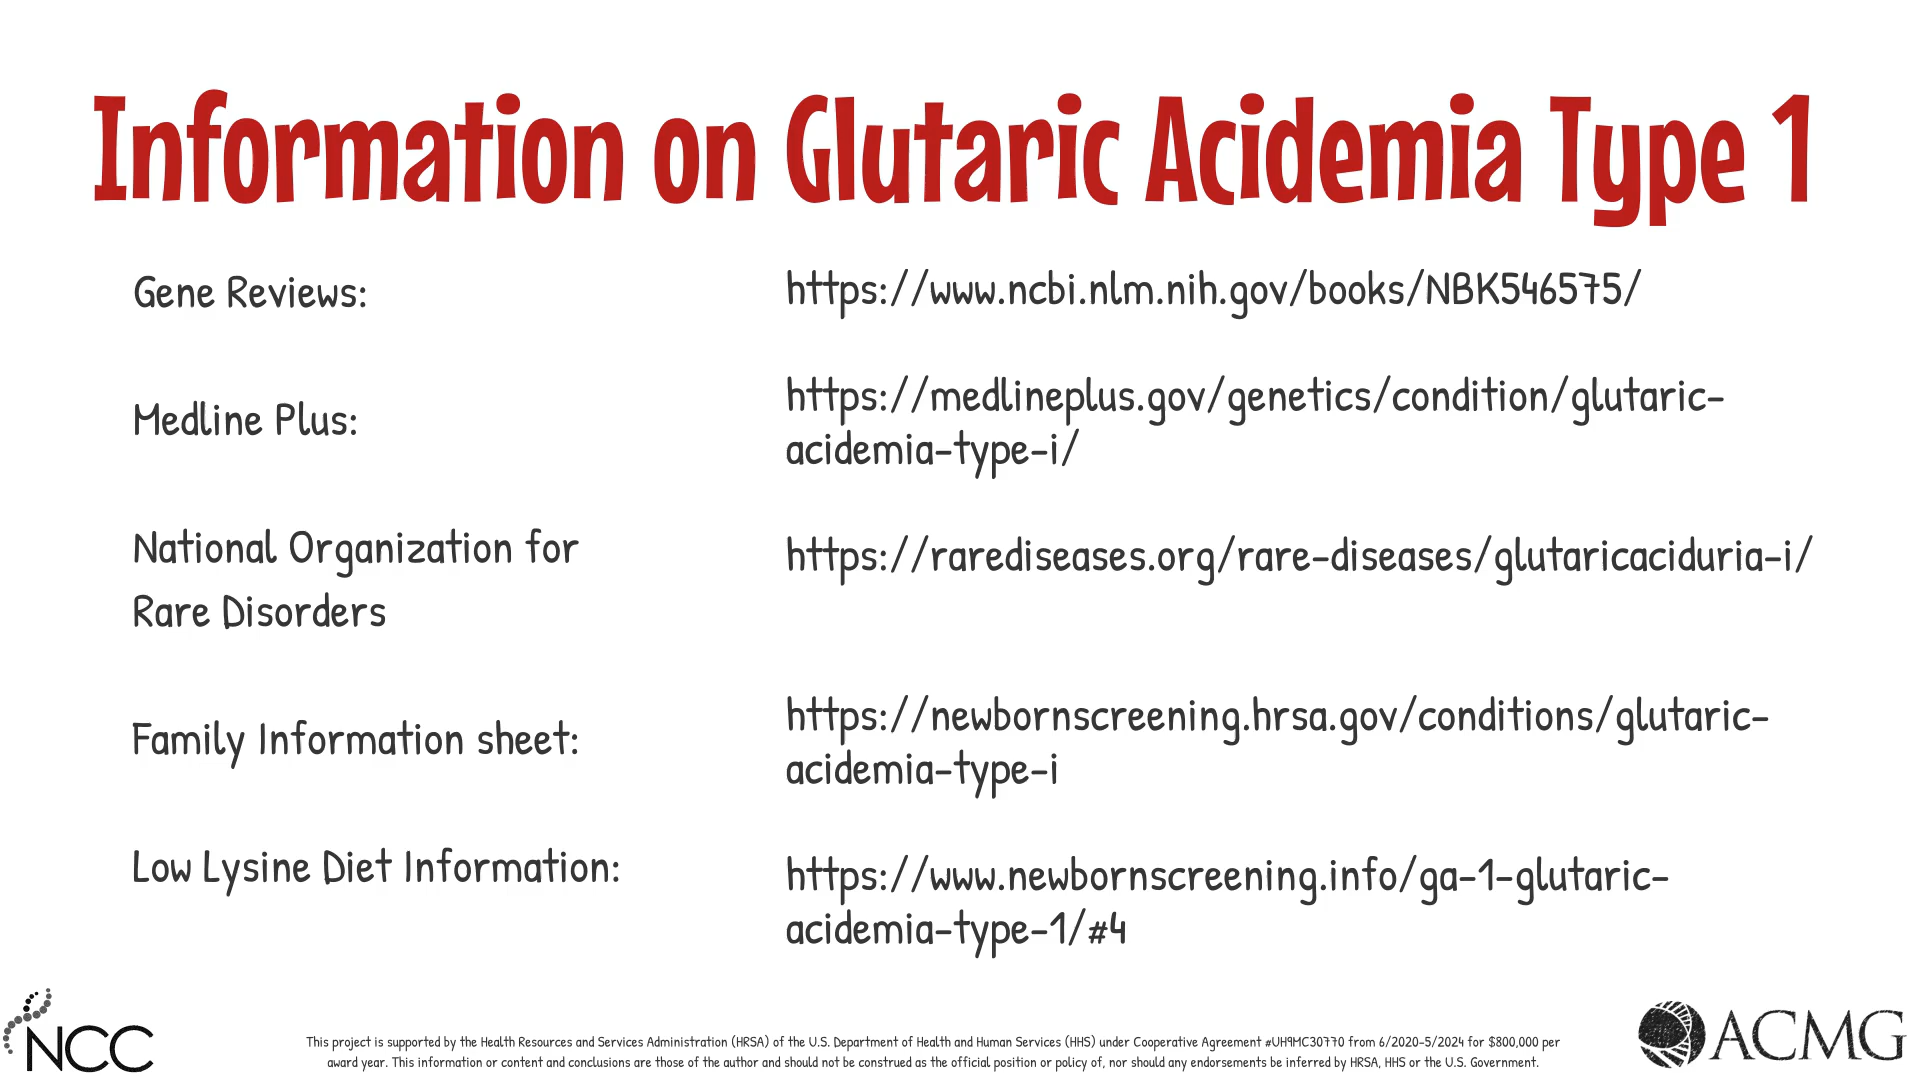 Information on Glutaric Acidemia Type 1
Gene Reviews:
https://www.ncbi.nlm.nih.gov/books/NBK546575/
Medline Plus:
https://medlineplus.gov/genetics/condition/glutaric-
acidemia-type-i/
National Organization for
Rare Disorders
https://rarediseases.org/rare-diseases/glutaricaciduria-i/
Family Information sheet:
https://newbornscreening.hrsa.gov/conditions/glutaric-
acidemia-type-i
Low Lysine Diet Information:
https://www.newbornscreening.info/ga-1-glutaric-
acidemia-type-1/#4
NCC
This project is supported by the Health Resources and Services Administration (HRSA) of the U.S. Department of Health and Human Services (HHS) under Cooperative Agreement #UH9MC30770 from 6/2020-5/2024 for $800,000 per
award year. This information or content and conclusions are those of the author and should not be construed as the official position or policy of, nor should any endorsements be inferred by HRSA, HHS or the U.S. Government.
ACMG